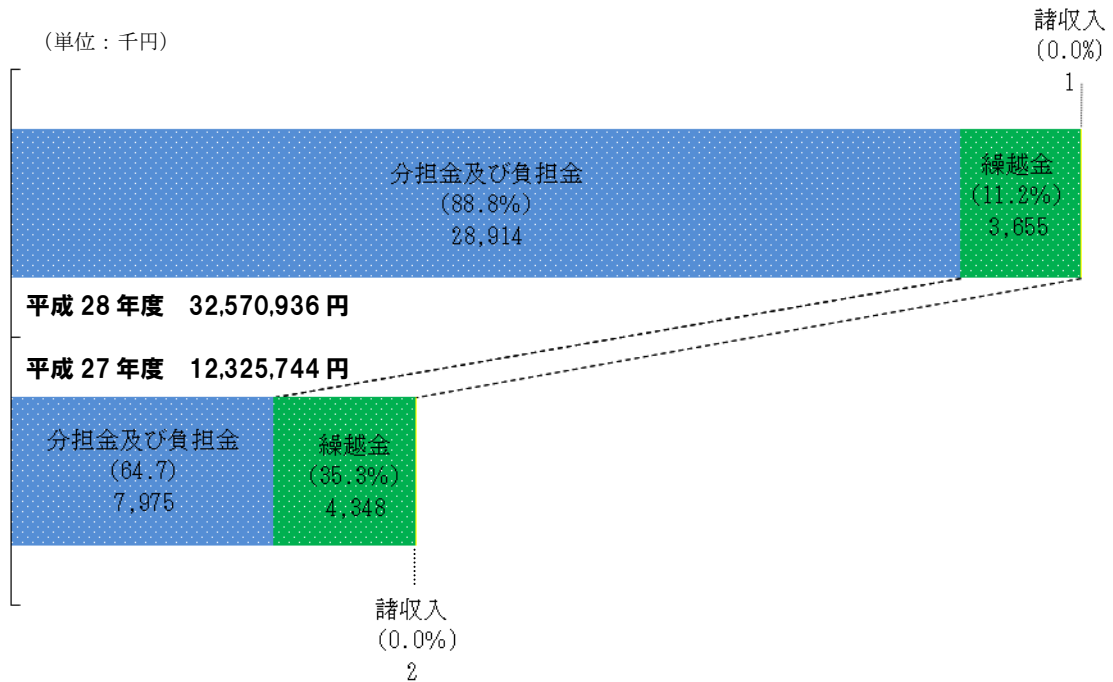 （単位：千円）
諸収入
(0.0%)
1
分担金及び負担金
(88.8%)
28,914
繰越金
(11.2%)
3,655
平成 28 年度　32,570,936 円
平成 27 年度　12,325,744 円
分担金及び負担金
(64.7)
7,975
繰越金
(35.3%)
4,348
諸収入
(0.0%)
2